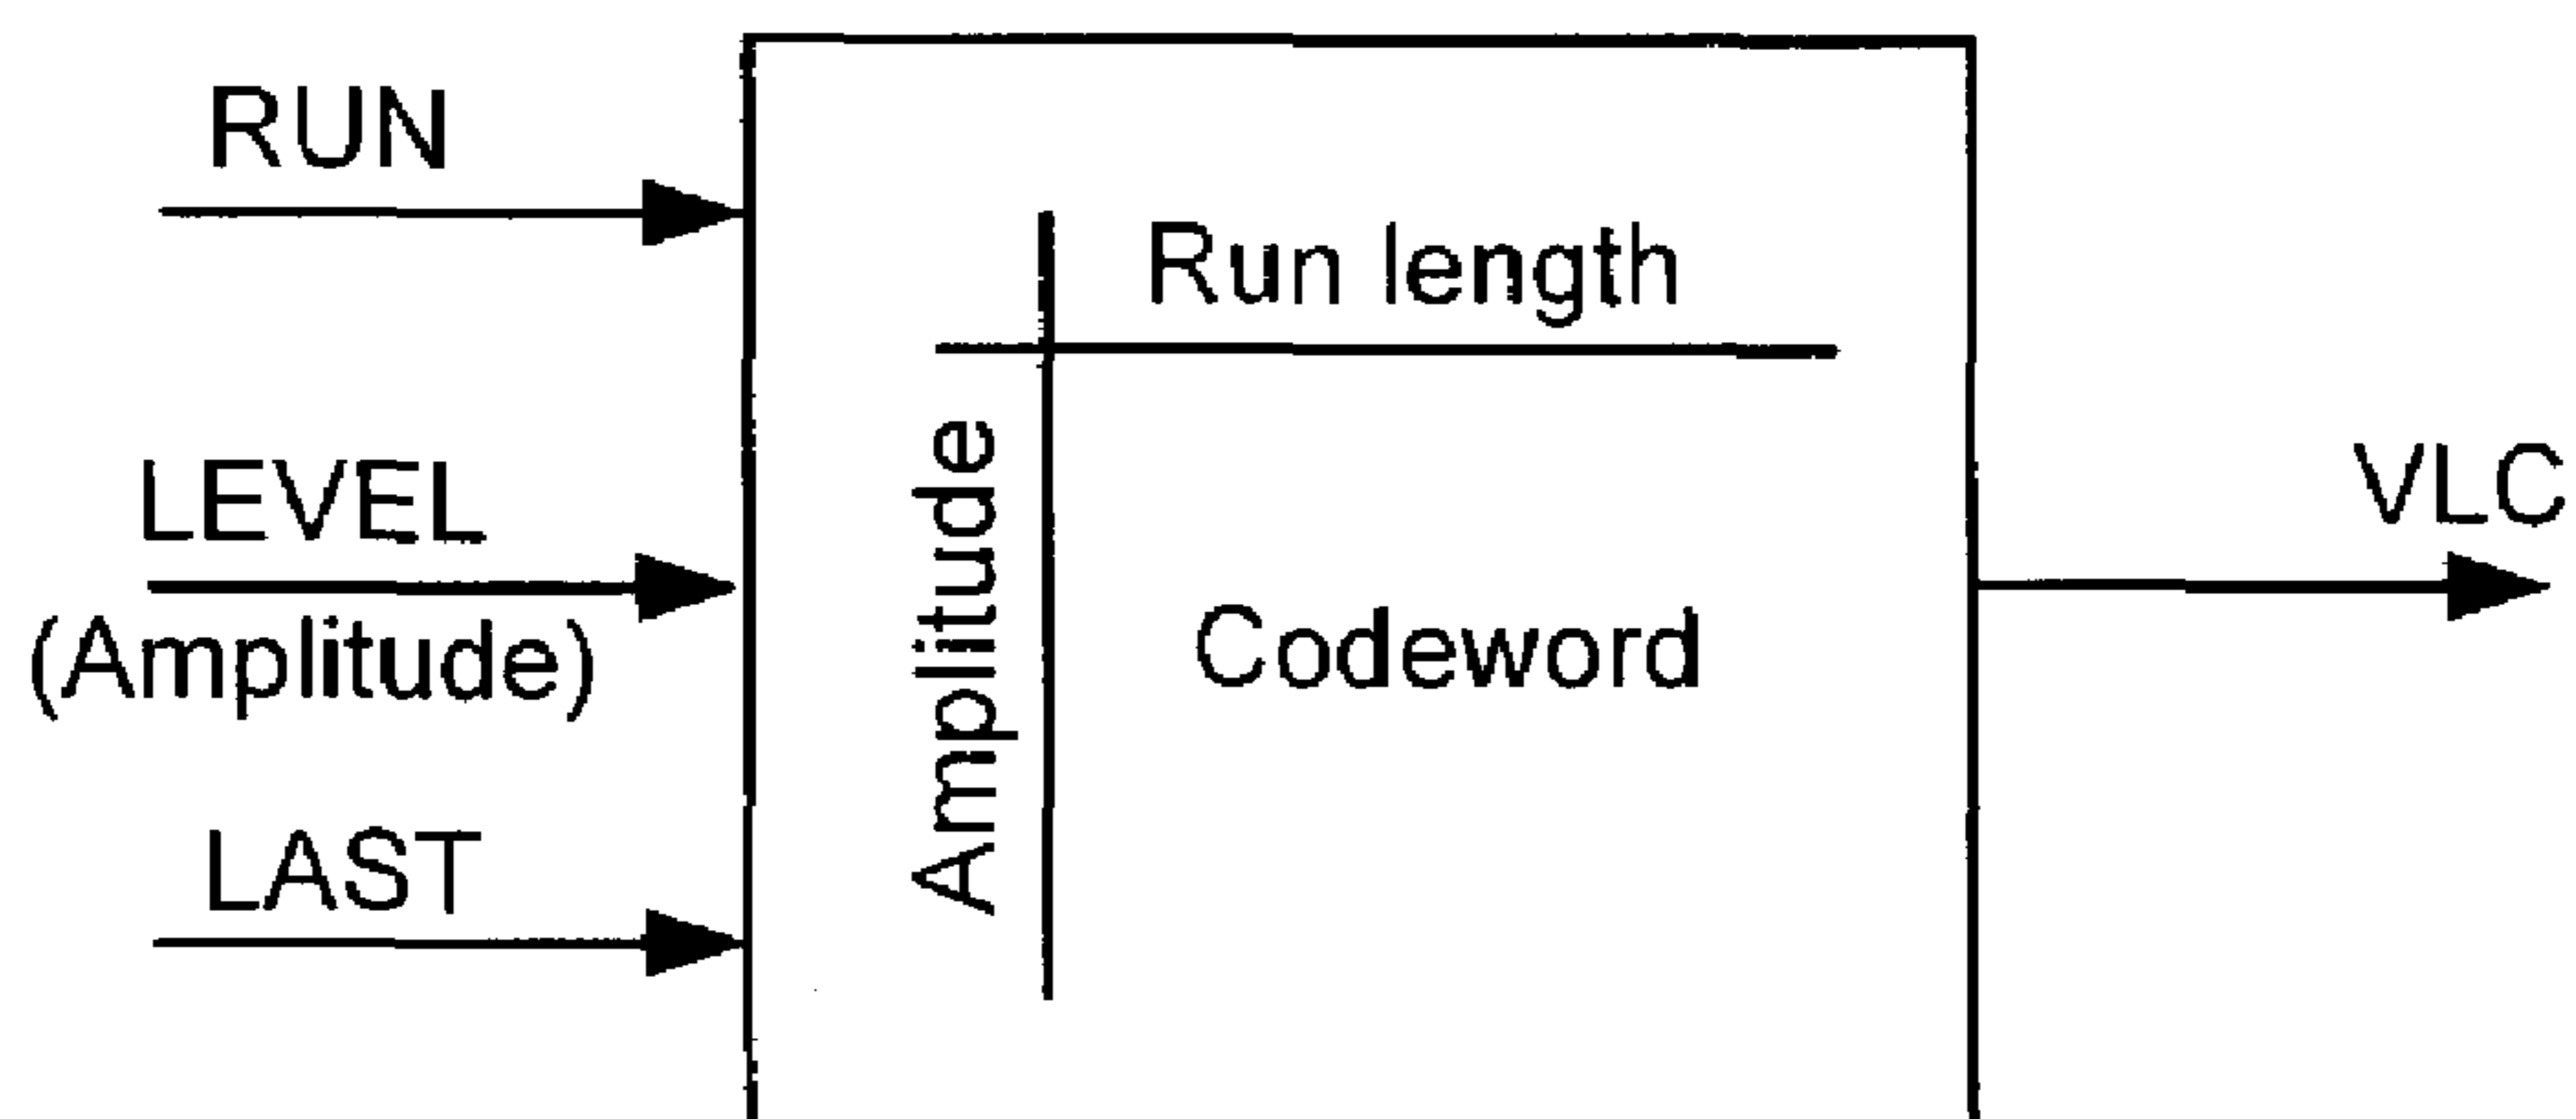 RUN
Run length
LEVEL
(Amplitude)
Amplitude
Codeword
VLC
LAST